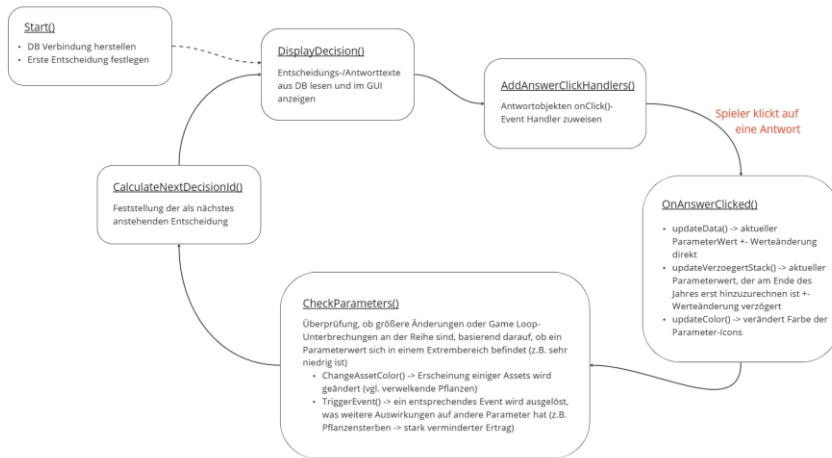 Start()
• DB Verbindung herstellen
• Erste Entscheidung festlegen
DisplayDecision()
Entscheidungs-/Antworttexte
aus DB lesen und im GUI
anzeigen
AddAnswerClickHandlers()
Antwortobjekten onClick()-
Event Handler zuweisen
Spieler klickt auf
eine Antwort
OnAnswerClicked()
• updateData() -> aktueller
ParameterWert +- Werteänderung
direkt
• updateVerzoegertStack() -> aktueller
Parameterwert, der am Ende des
Jahres erst hinzuzurechnen ist +-
Werteänderung verzögert
• updateColor() -> verändert Farbe der
Parameter-Icons
CheckParameters()
Überprüfung, ob größere Änderungen oder Game Loop-
Unterbrechungen an der Reihe sind, basierend darauf, ob ein
Parameterwert sich in einem Extrembereich befindet (z.B. sehr
niedrig ist)
• ChangeAssetColor() -> Erscheinung einiger Assets wird
geändert (vgl. verwelkende Pflanzen)
• TriggerEvent() -> ein entsprechendes Event wird ausgelöst,
was weitere Auswirkungen auf andere Parameter hat (z.B.
Pflanzensterben -> stark verminderter Ertrag)
CalculateNextDecisionId()
Feststellung der als nächstes
anstehenden Entscheidung